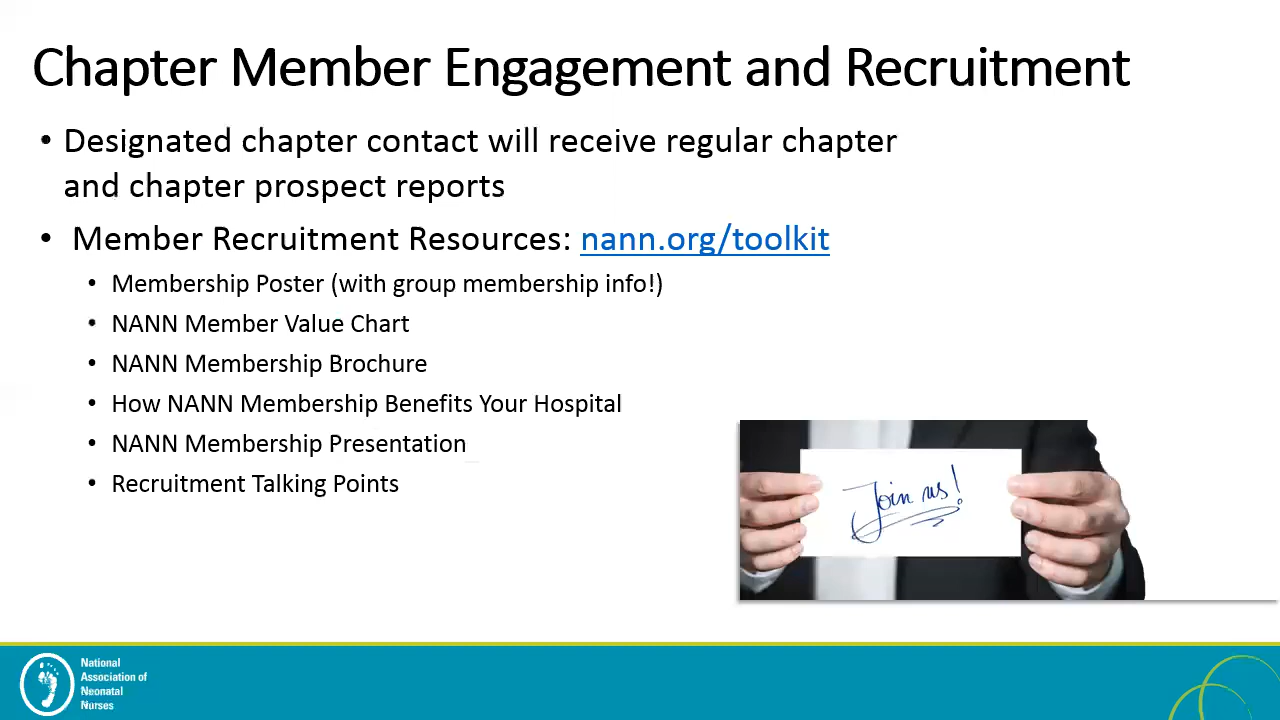 Chapter Member Engagement and Recruitment
• Designated chapter contact will receive regular chapter
and chapter prospect reports
• Member Recruitment Resources: nann.org/toolkit
• Membership Poster (with group membership info!)
• NANN Member Value Chart
• NANN Membership Brochure
• How NANN Membership Benefits Your Hospital
• NANN Membership Presentation
• Recruitment Talking Points
Join us!
National
Association of
Neonatal
Nurses